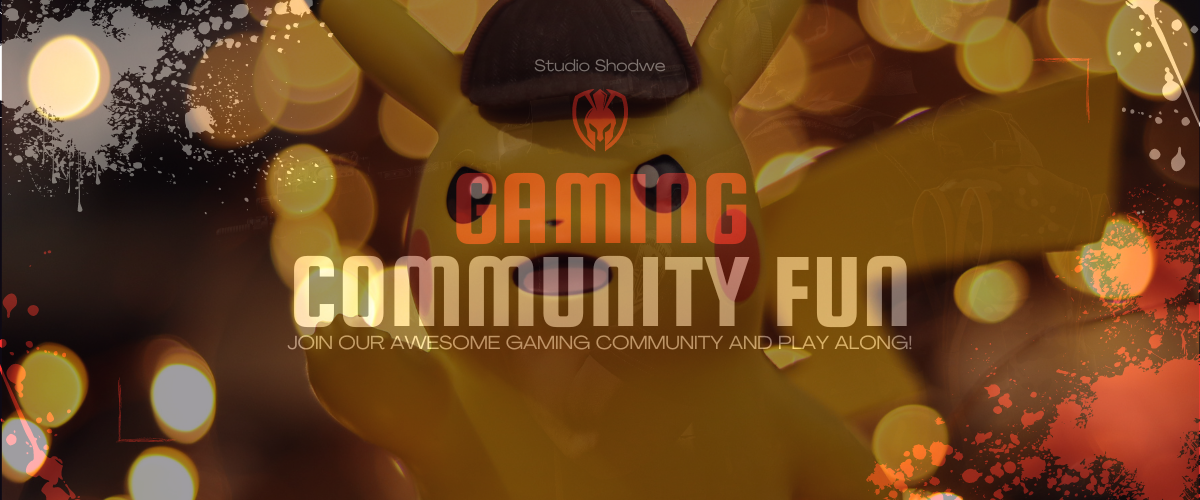 Studio Shodwe
GAMING
COMMUNITY FUN
JOIN OUR AWESOME GAMING COMMUNITY AND PLAY ALONG!